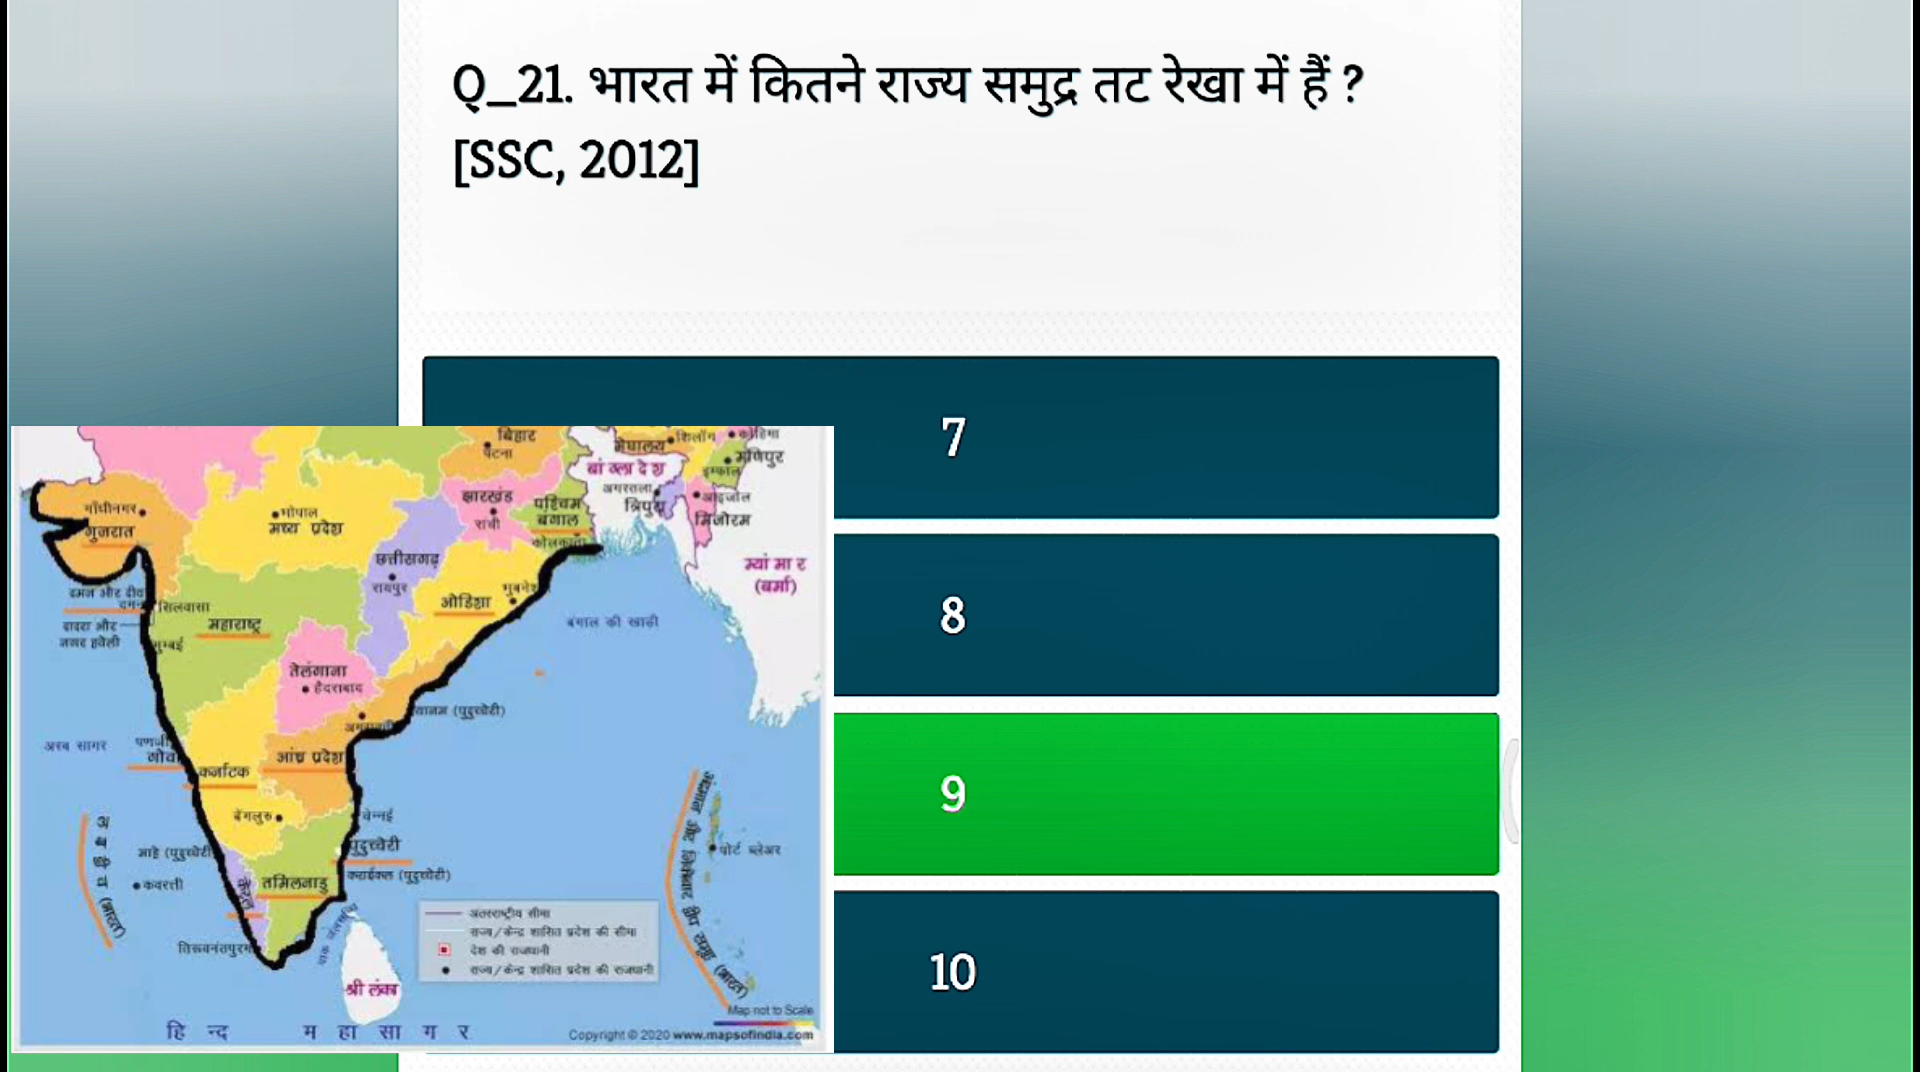 Q_21. भारत में कितने राज्य समुद्र तट रेखा में हैं ?
[SSC, 2012]
7
8
9
10
बिहार
पटना
मेघालय
शिलॉंग
कोहिमा
मणिपुर
इम्फाल
बांग्लादेश
अगरतला
त्रिपुरा
आइजॉल
मिजोरम
झारखंड
रांची
पश्चिम
बंगाल
कोलकाता
गाँधीनगर
गुजरात
भोपाल
मध्य प्रदेश
छत्तीसगढ़
रायपुर
ओडिशा
म्यांमार
(बर्मा)
दमन और दीव
दमन
सिलवासा
दादरा और
नगर हवेली
महाराष्ट्र
मुम्बई
बंगाल की खाड़ी
तेलंगाना
हैदराबाद
यानम (पुदुच्चेरी)
अरब सागर
पणजी
गोवा
कर्नाटक
आंध्र प्रदेश
बेंगलुरु
चेन्नई
माहे (पुदुच्चेरी)
पुदुच्चेरी
कराईकल (पुदुच्चेरी)
कवरत्ती
केरल
तमिलनाडु
पोर्ट ब्लेअर
तिरूवनंतपुरम
श्री लंका
अंतरराष्ट्रीय सीमा
राज्य/केन्द्र शासित प्रदेश की सीमा
देश की राजधानी
राज्य/केन्द्र शासित प्रदेश की राजधानी
हिन्द महासागर
Map not to Scale
Copyright © 2020 www.mapsofindia.com